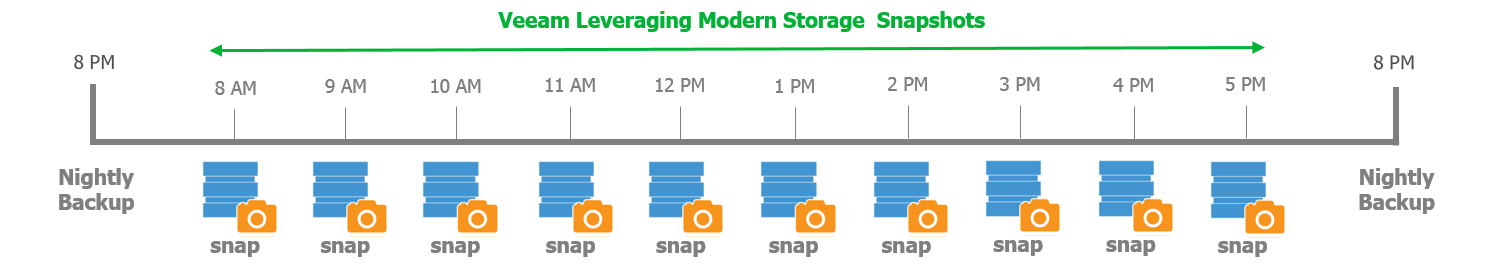 Veeam Leveraging Modern Storage Snapshots
8 PM
8 AM
9 AM
10 AM
11 AM
12 PM
1 PM
2 PM
3 PM
4 PM
5 PM
8 PM
Nightly
Backup
snap
snap
snap
snap
snap
snap
snap
snap
snap
snap
Nightly
Backup